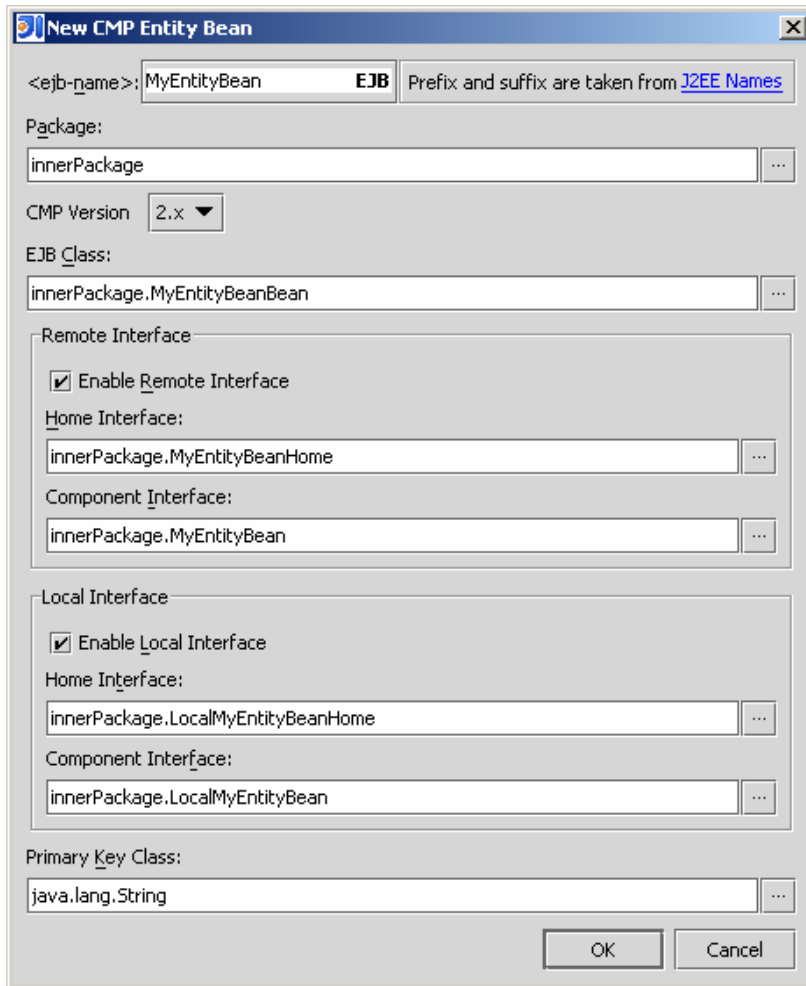 New CMP Entity Bean
<ejb-name>: MyEntityBean EJB Prefix and suffix are taken from J2EE Names
Package:
innerPackage ...
CMP Version 2.x
EJB Class:
innerPackage.MyEntityBeanBean ...
Remote Interface
Enable Remote Interface
Home Interface:
innerPackage.MyEntityBeanHome ...
Component Interface:
innerPackage.MyEntityBean ...
Local Interface
Enable Local Interface
Home Interface:
innerPackage.LocalMyEntityBeanHome ...
Component Interface:
innerPackage.LocalMyEntityBean ...
Primary Key Class:
java.lang.String ...
OK Cancel